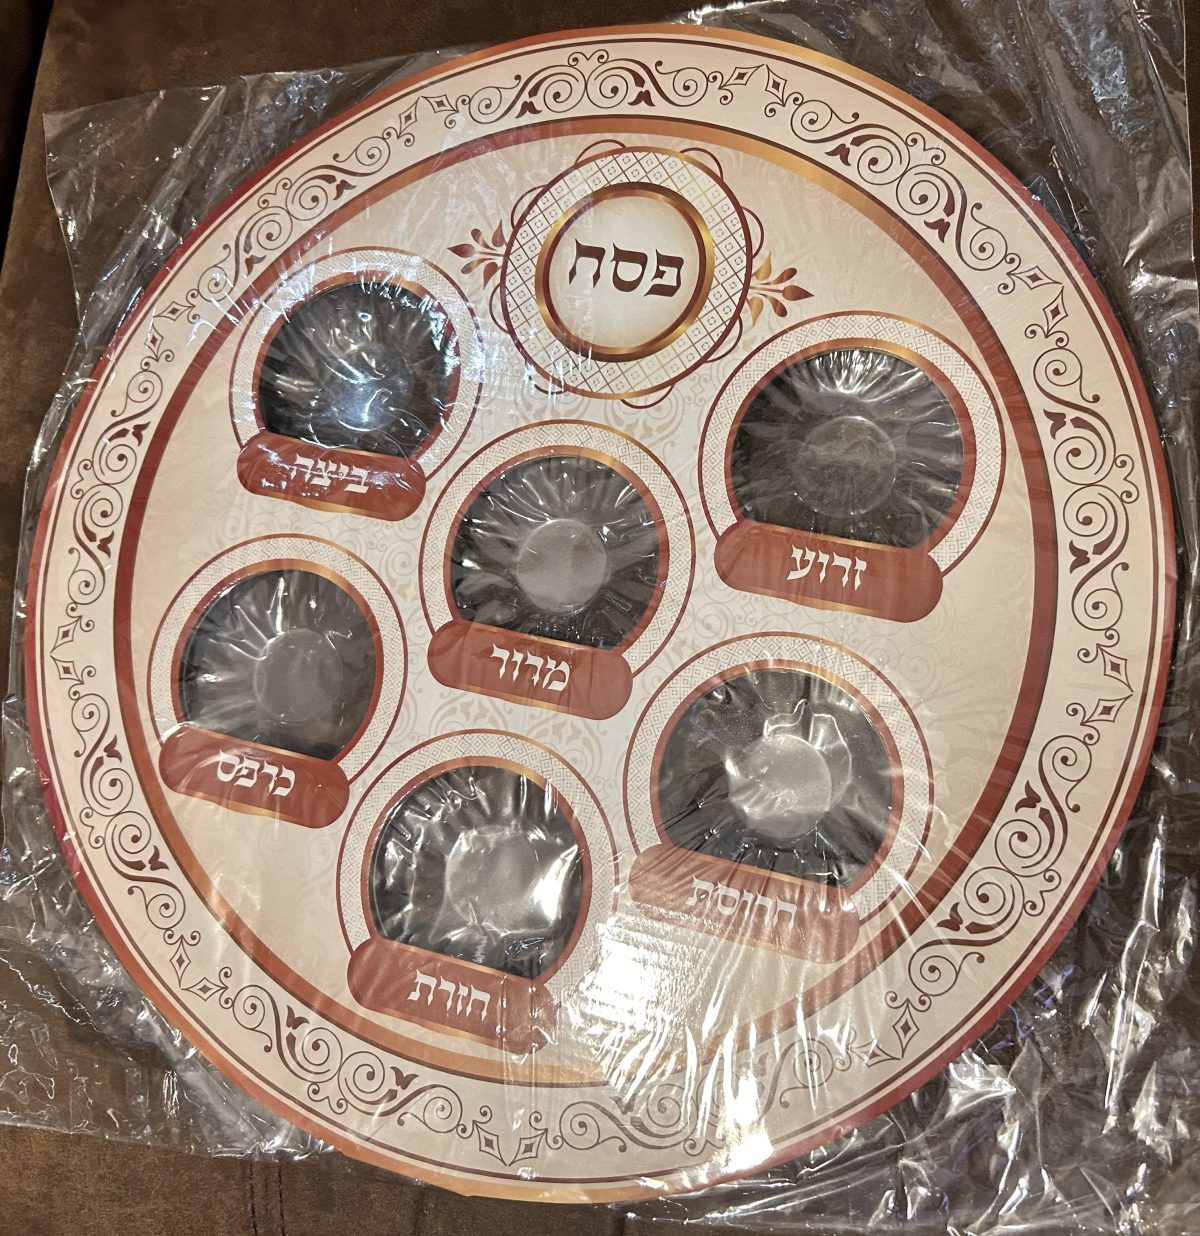 פסח
זרוע
ביצה
מרור
חרוסת
כרפס
חזרת